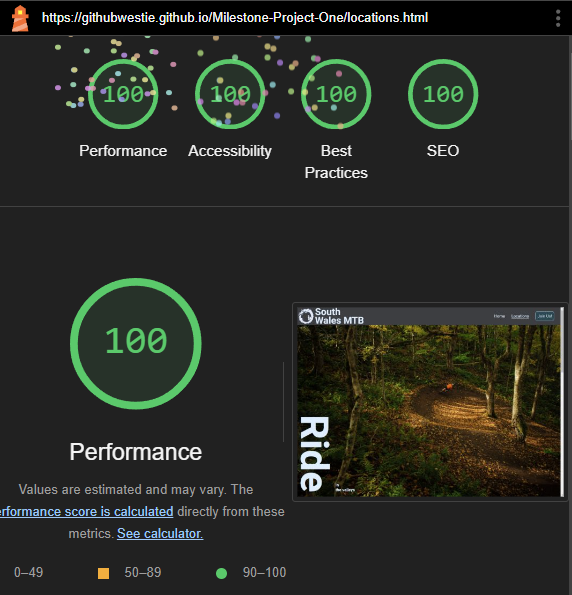 https://githubwestie.github.io/Milestone-Project-One/locations.html
100 100 100 100
Performance Accessibility Best Practices SEO
100
South
Wales MTB
Home Locations Join Us!
Ride
the valleys
Performance
Values are estimated and may vary. The
erformance score is calculated directly from these
metrics. See calculator.
0–49 50–89 90–100